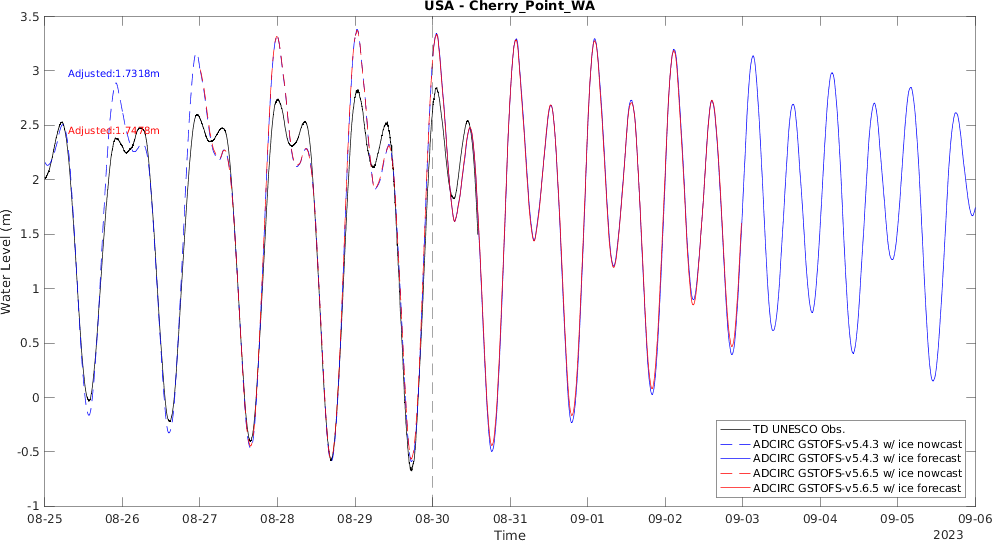 USA - Cherry_Point_WA
3.5
3
2.5
2
1.5
1
0.5
0
-0.5
-1
Water Level (m)
Adjusted:1.7318m
Adjusted:1.7478m
TD UNESCO Obs.
ADCIRC GSTOFS-v5.4.3 w/ ice nowcast
ADCIRC GSTOFS-v5.4.3 w/ ice forecast
ADCIRC GSTOFS-v5.6.5 w/ ice nowcast
ADCIRC GSTOFS-v5.6.5 w/ ice forecast
08-25 08-26 08-27 08-28 08-29 08-30 08-31 09-01 09-02 09-03 09-04 09-05 09-06
Time
2023